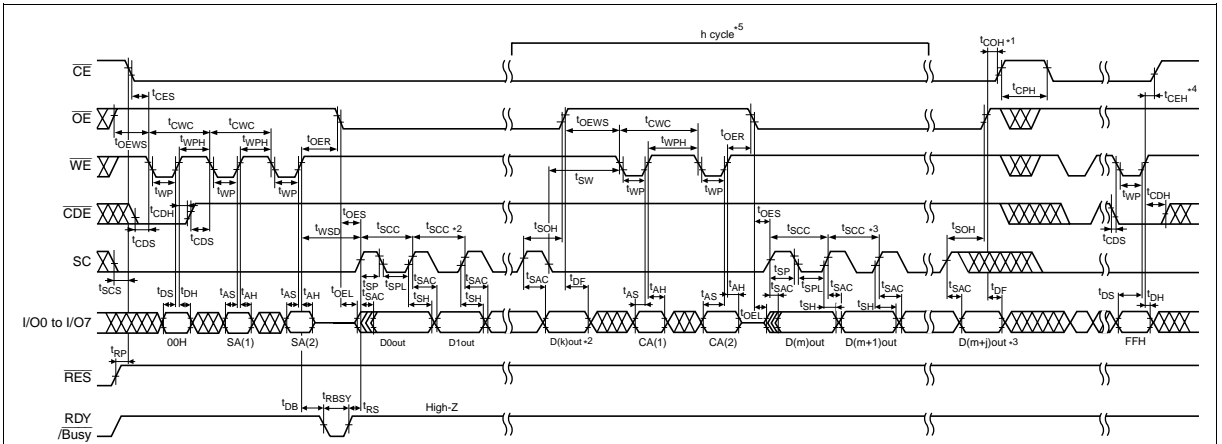 h cycle*5
tCOH *1
CE
tCES
tCPH
tCEH *4
OE
tOEWS tCWC tCWC tOER tOEWS tCWC tOER
tWPH tWPH tWPH
WE
tWP tWP tWP tSW tWP tWP tWP
tCDH tCDH
CDE
tCDS tCDS tWSD tOES tSCC tSCC *2 tSOH tOES tSCC tSCC *3 tSOH tCDS
SC
tSCS tDS tDH tAS tAH tAS tAH tOEL tSP tSAC tSPL tSAC tSH tSAC tSH tSAC tDF tAS tAH tAS tAH tOEL tSP tSAC tSPL tSH tSAC tSH tSAC tSAC tDF tDS tDH
I/O0 to I/O7
00H SA(1) SA(2) D0out D1out D(k)out*2 CA(1) CA(2) D(m)out D(m+1)out D(m+j)out*3 FFH
tRP
RES
tDB tRBSY tRS High-Z
RDY
/Busy